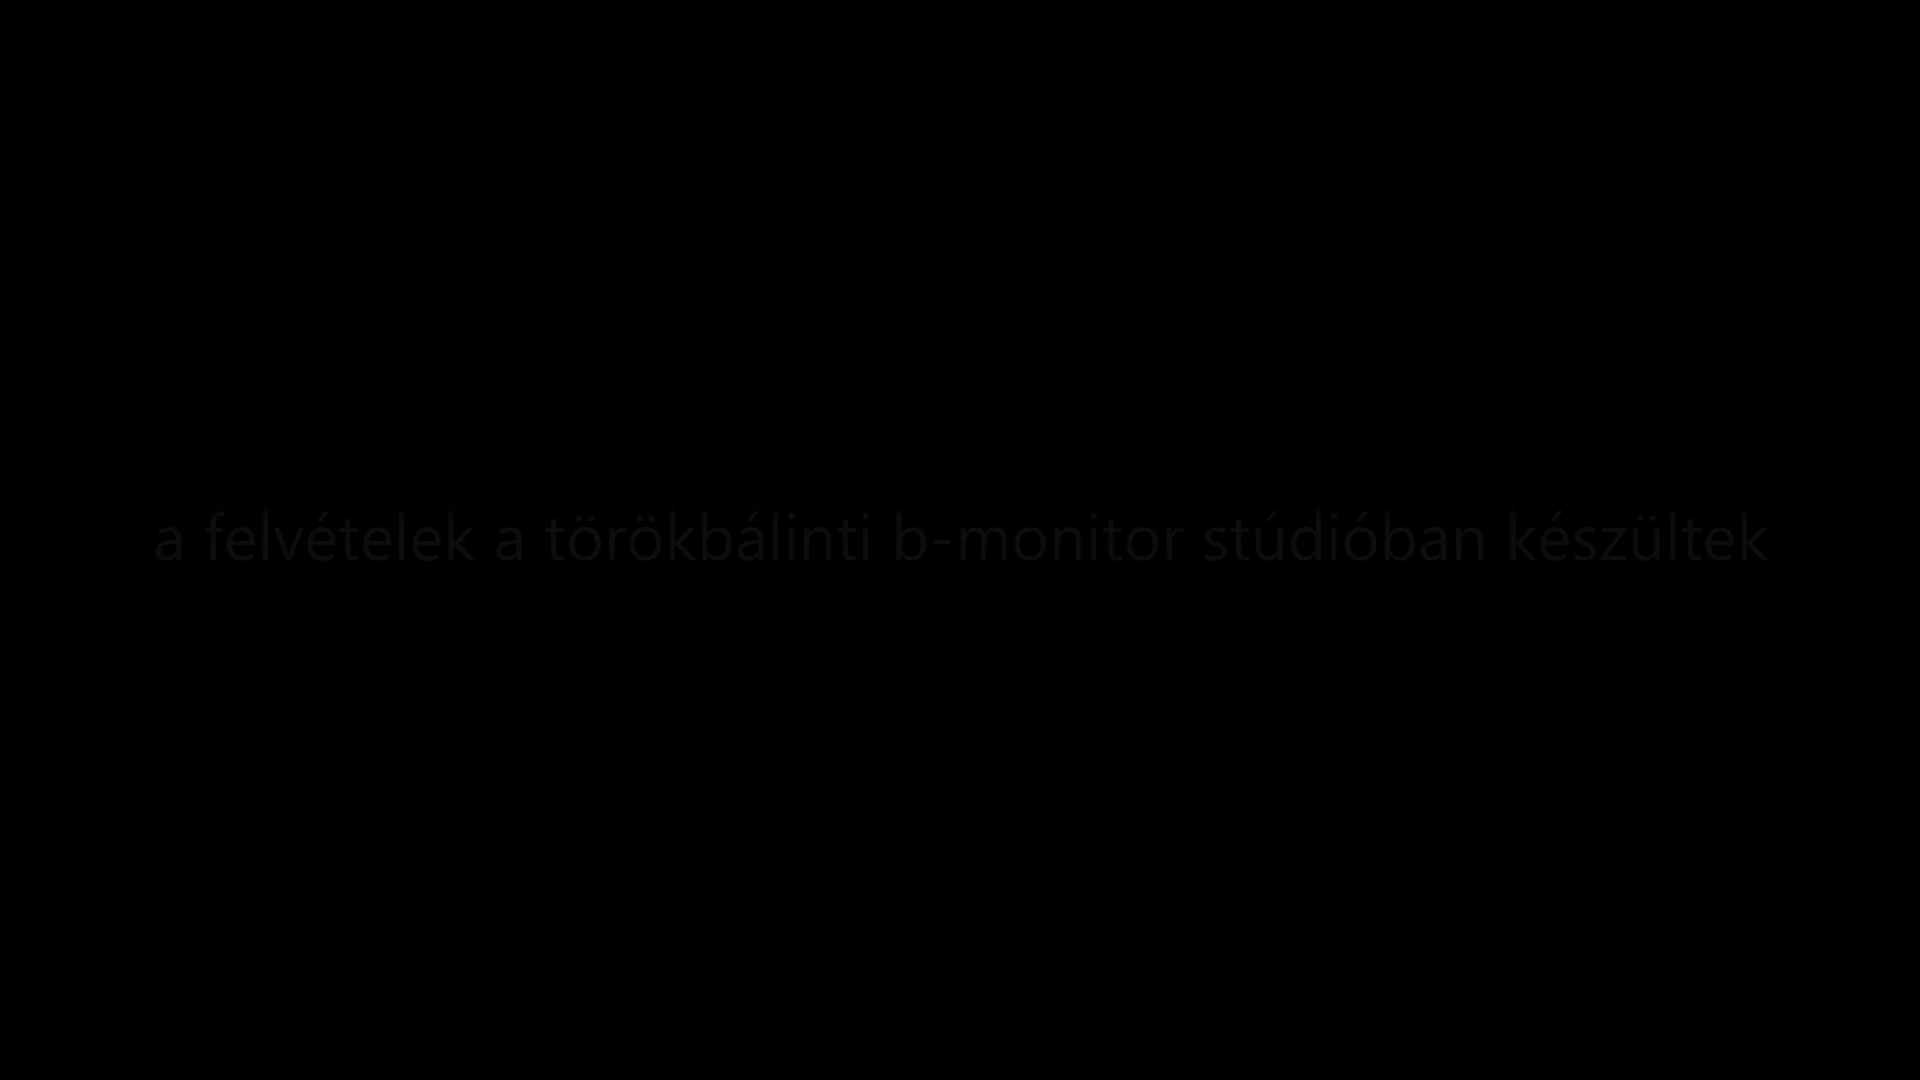 a felvételek a törökbálinti b-monitor stúdióban készültek